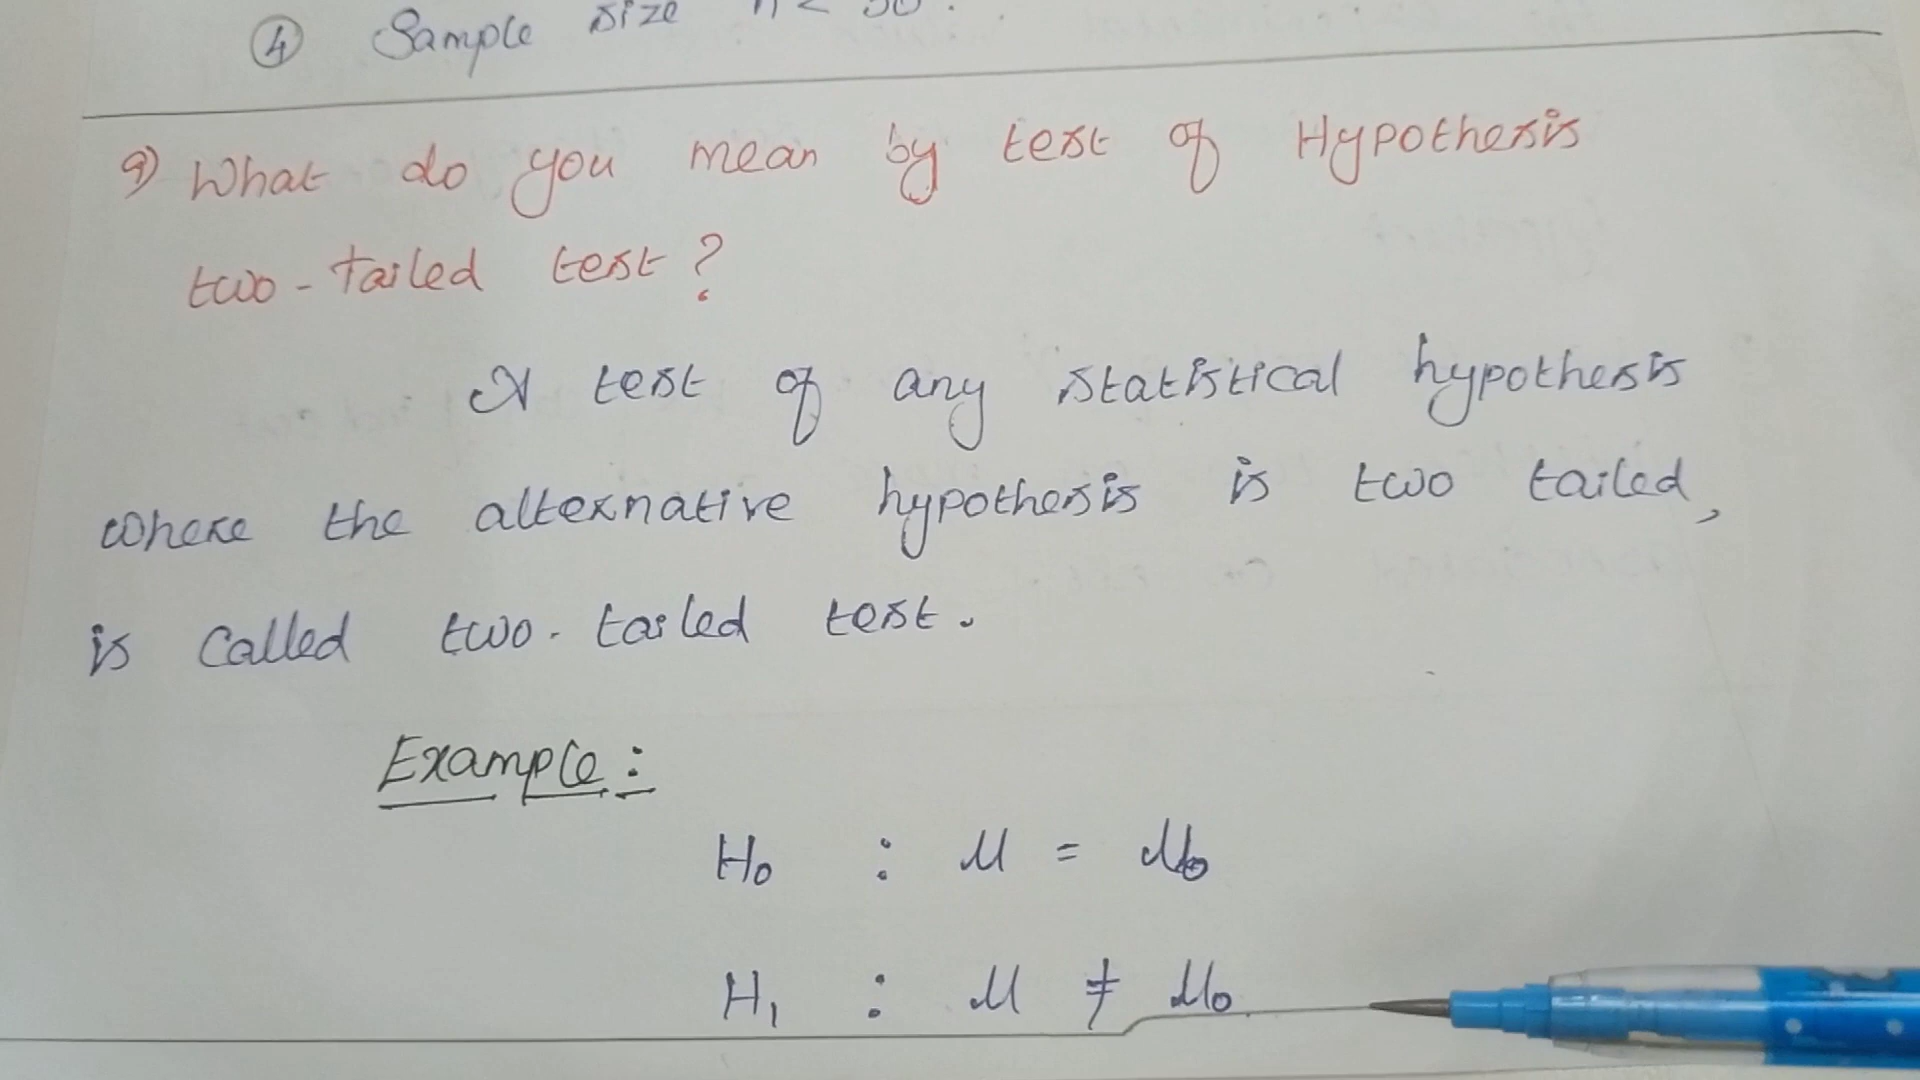 ④ Sample size n < 30.
9) What do you mean by test of Hypothesis
two-tailed test?
A test of any statistical hypothesis
where the alternative hypothesis is two tailed,
is called two-tailed test.
Example:
H₀ : μ = μ₀
H₁ : μ ≠ μ₀